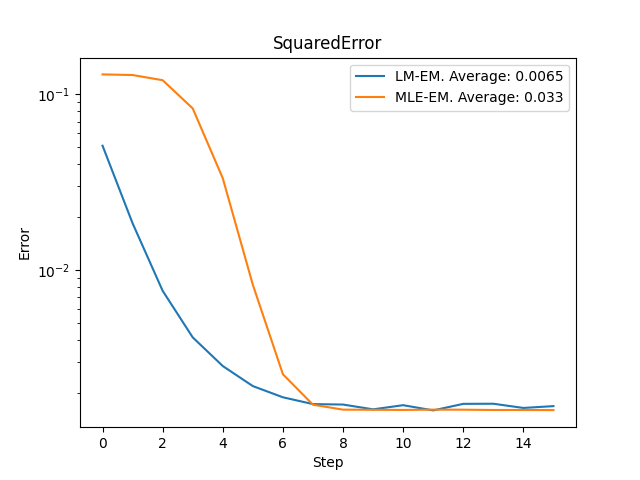 SquaredError
LM-EM. Average: 0.0065
MLE-EM. Average: 0.033
10⁻¹
10⁻²
Error
0 2 4 6 8 10 12 14
Step